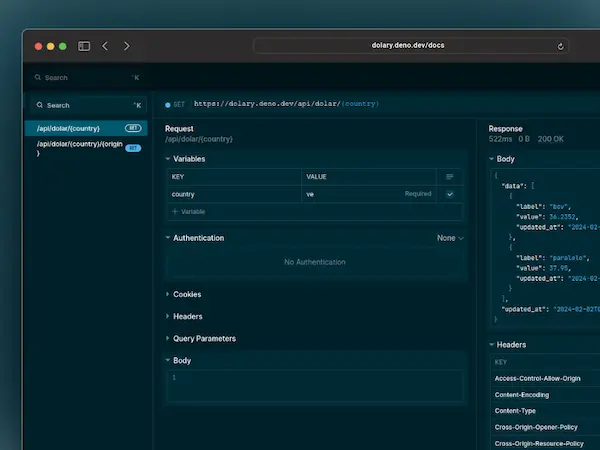 dolary.deno.dev/docs
Search ⌃K
Search ⌃K
/api/dolar/{country} GET
/api/dolar/{country}/{origin} GET
GET https://dolary.deno.dev/api/dolar/{country}
Request
/api/dolar/{country}
Variables
KEY VALUE
country ve Required
+ Variable
Authentication None
No Authentication
Cookies
Headers
Query Parameters
Body
1
Response
522ms 0 B 200 OK
Body
{
"data": [
{
"label": "bcv",
"value": 36.2352,
"updated_at": "2024-02-
},
{
"label": "paralelo",
"value": 37.95,
"updated_at": "2024-02-
}
],
"updated_at": "2024-02-02T0
}
Headers
KEY
Access-Control-Allow-Origin
Content-Encoding
Content-Type
Cross-Origin-Opener-Policy
Cross-Origin-Resource-Policy